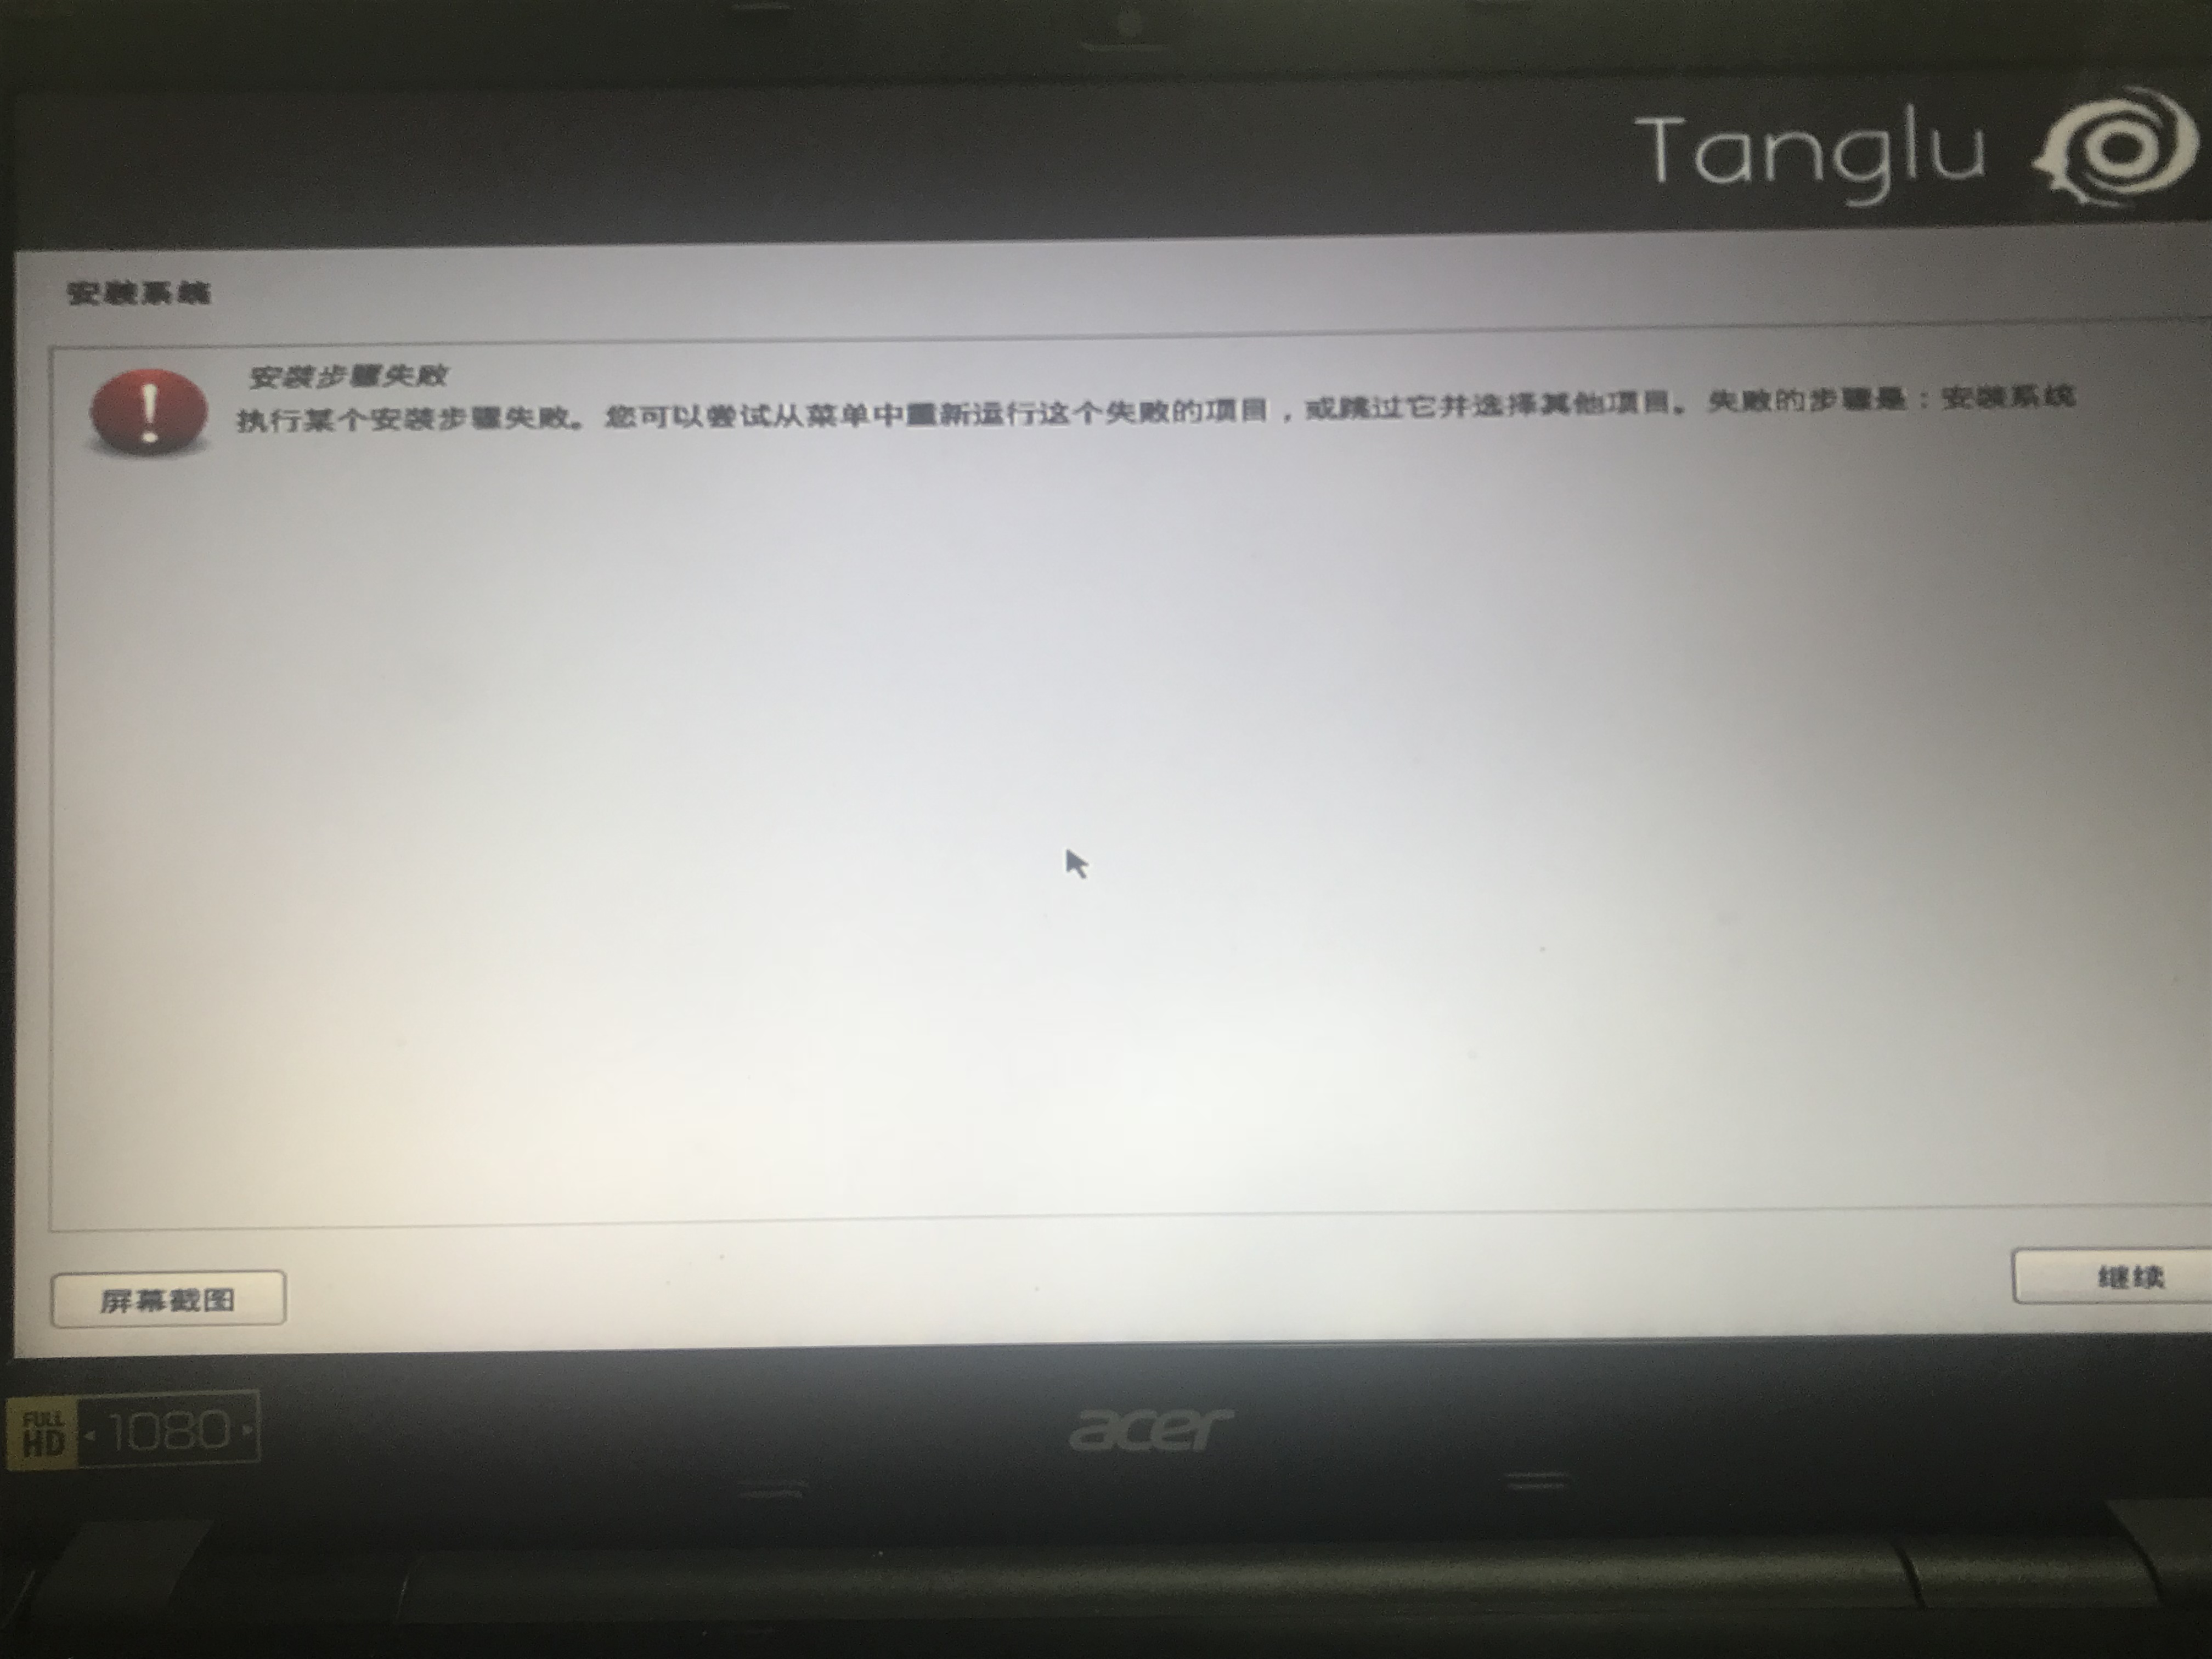 Tanglu
安装系统
安装步骤失败
执行某个安装步骤失败。您可以尝试从菜单中重新运行这个失败的项目，或跳过它并选择其他项目。失败的步骤是：安装系统
屏幕截图
继续
FULL HD 1080
acer